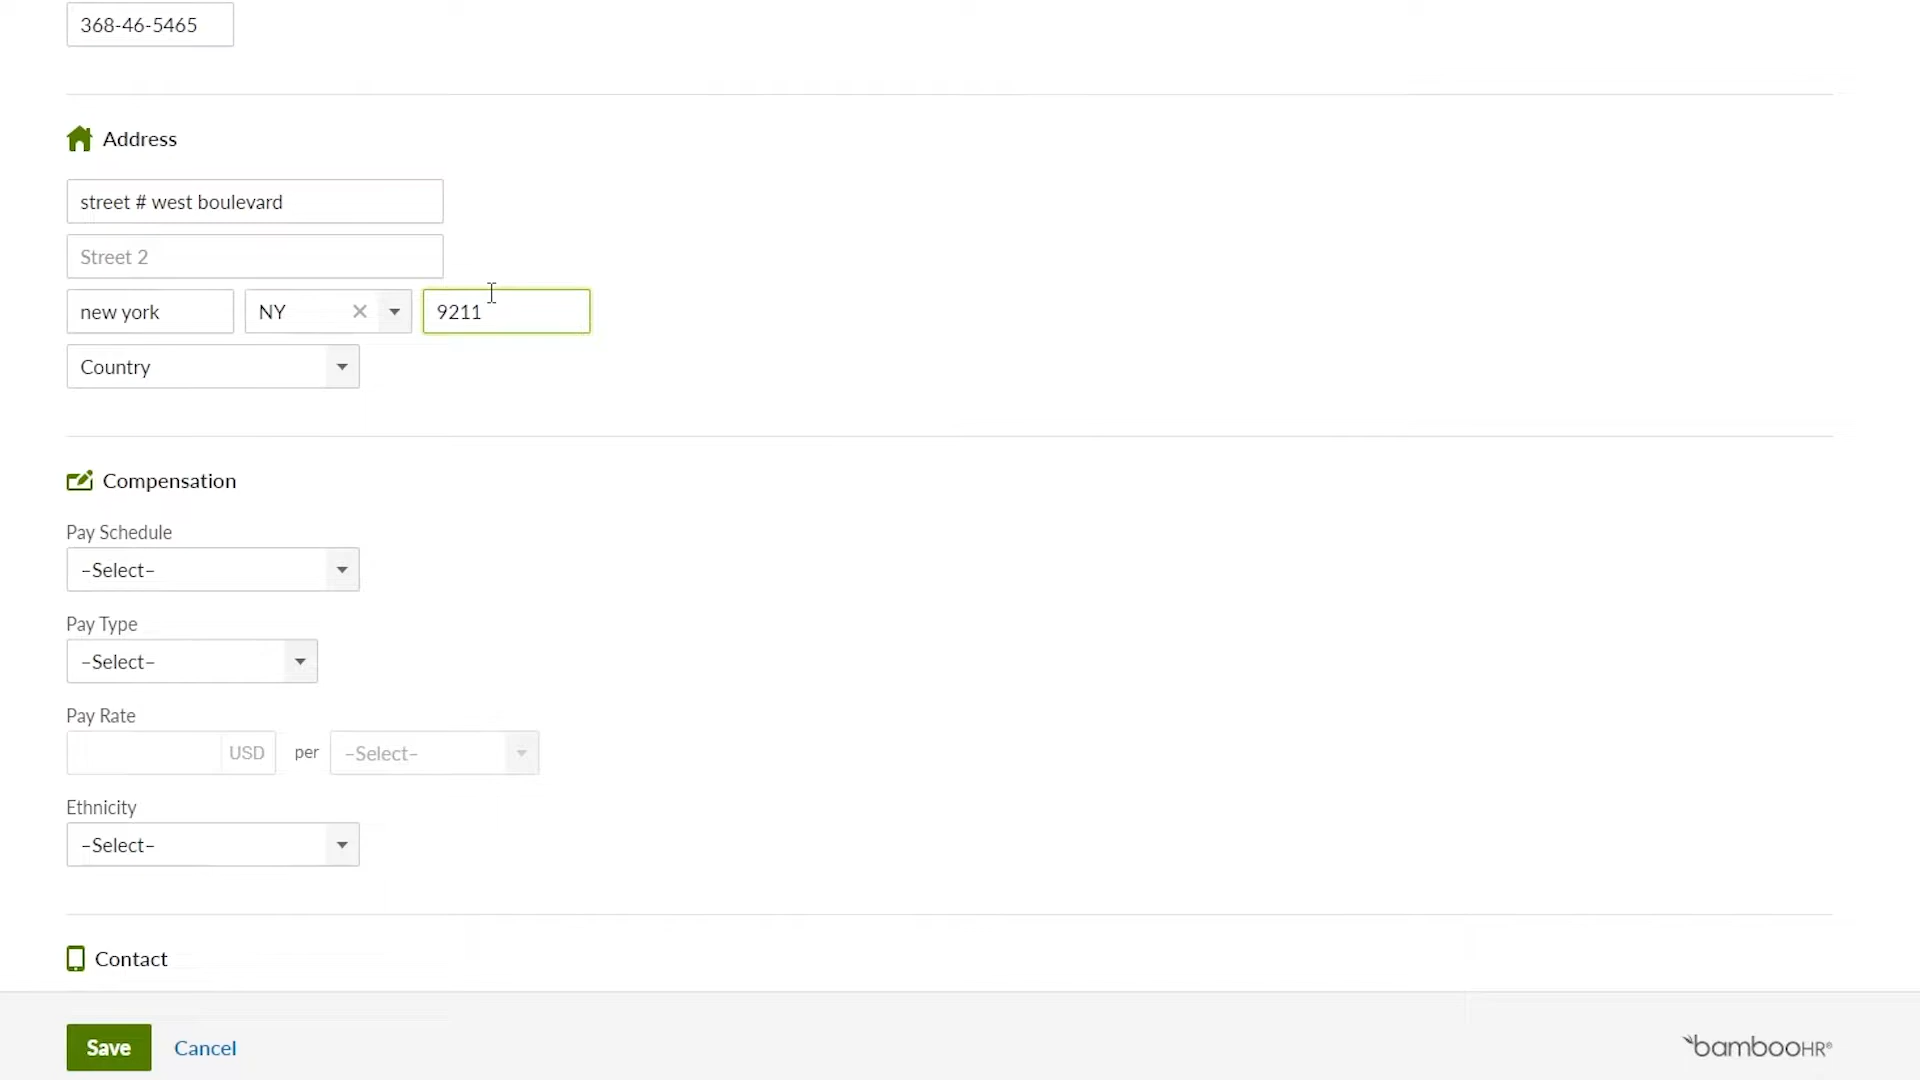 368-46-5465
Address
street # west boulevard
Street 2
new york NY 9211
Country
Compensation
Pay Schedule
–Select–
Pay Type
–Select–
Pay Rate
USD per –Select–
Ethnicity
–Select–
Contact
Save Cancel bambooHR®